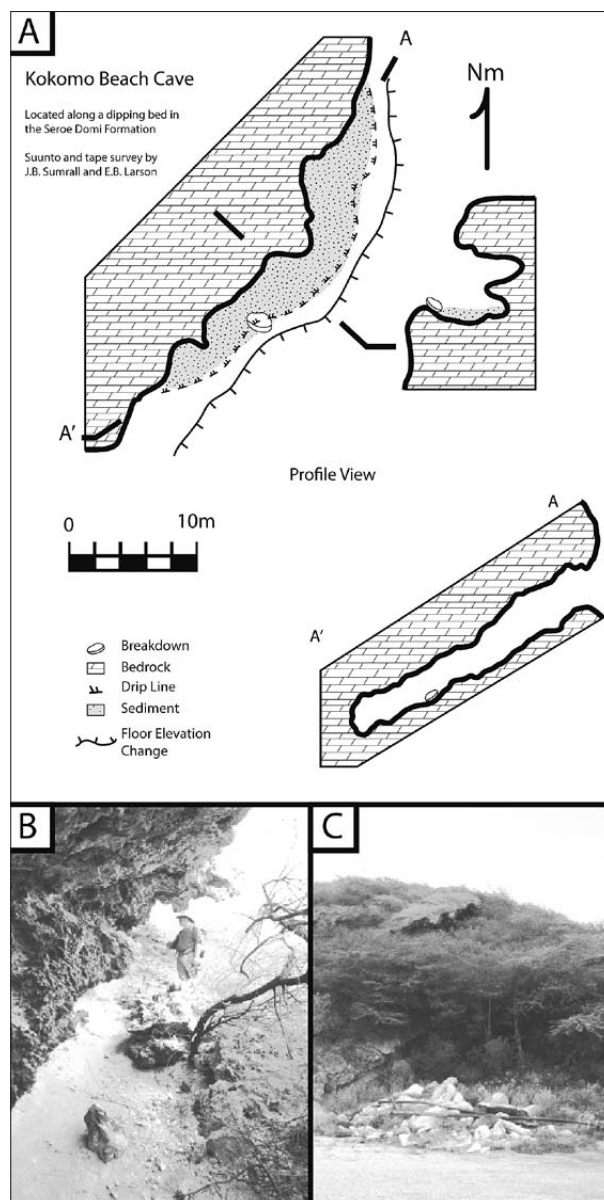 A
Kokomo Beach Cave
Located along a dipping bed in
the Seroe Domi Formation
Suunto and tape survey by
J.B. Sumrall and E.B. Larson
A
Nm
A'
Profile View
0 10m
A
A'
Breakdown
Bedrock
Drip Line
Sediment
Floor Elevation
Change
B
C